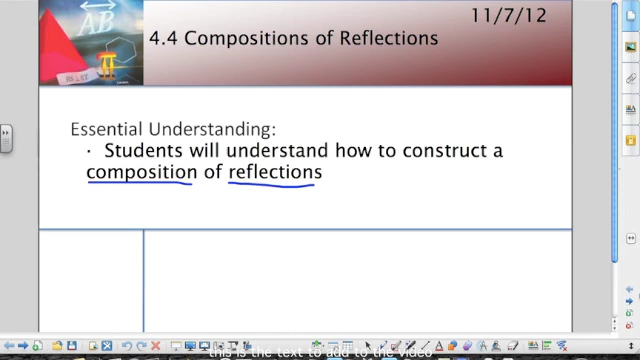 11/7/12
AB
4.4 Compositions of Reflections
π
Essential Understanding:
· Students will understand how to construct a
composition of reflections
this is the text to add to the video